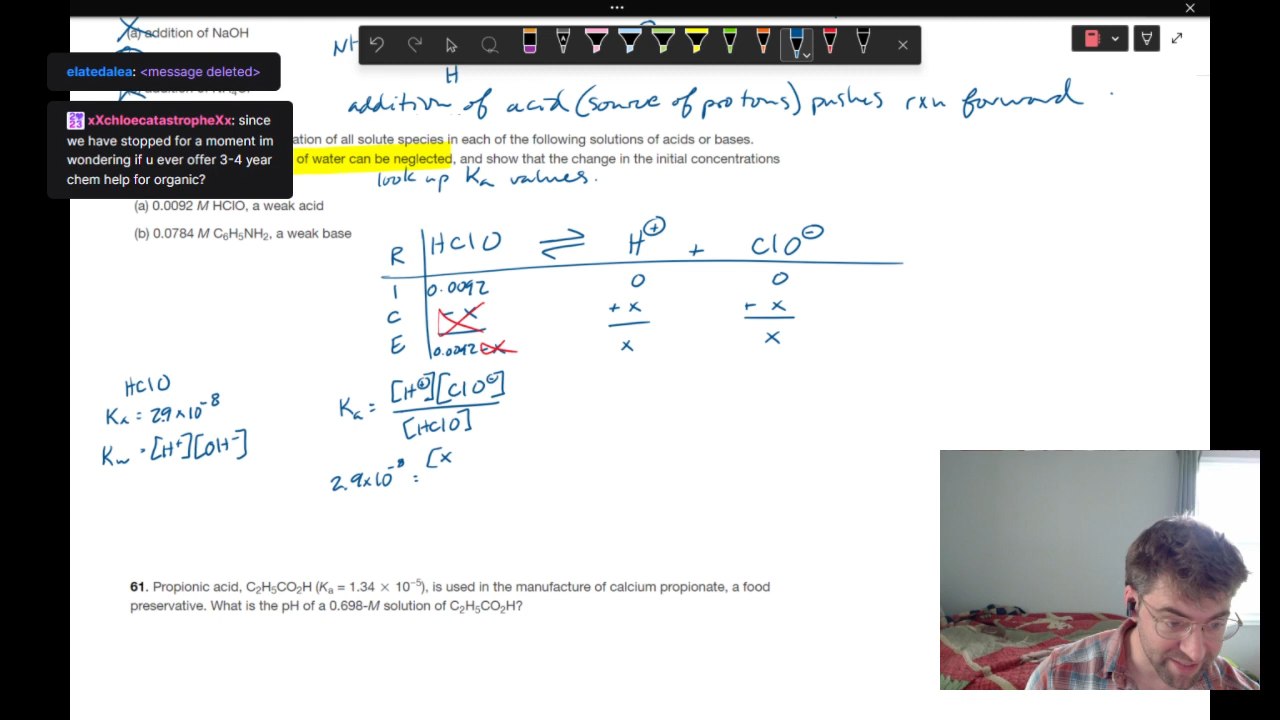 (a) addition of NaOH
NH
H
elatedalea: <message deleted>
addition of acid (source of protons) pushes rxn forward.
xXchloecatastropheXx: since
we have stopped for a moment im
wondering if u ever offer 3-4 year
chem help for organic?
ation of all solute species in each of the following solutions of acids or bases.
of water can be neglected, and show that the change in the initial concentrations
look up Ka values.
(a) 0.0092 M HClO, a weak acid
(b) 0.0784 M C6H5NH2, a weak base
R HClO ⇌ H⊕ + ClO⊖
I 0.0092 0 0
C - x + x + x
E 0.0092-x x x
HClO
Ka = 2.9×10^-8
Kw = [H+][OH-]
Ka = [H⊕][ClO⊖]
[HClO]
2.9×10^-8 = [x
61. Propionic acid, C2H5CO2H (Ka = 1.34 × 10−5), is used in the manufacture of calcium propionate, a food
preservative. What is the pH of a 0.698-M solution of C2H5CO2H?